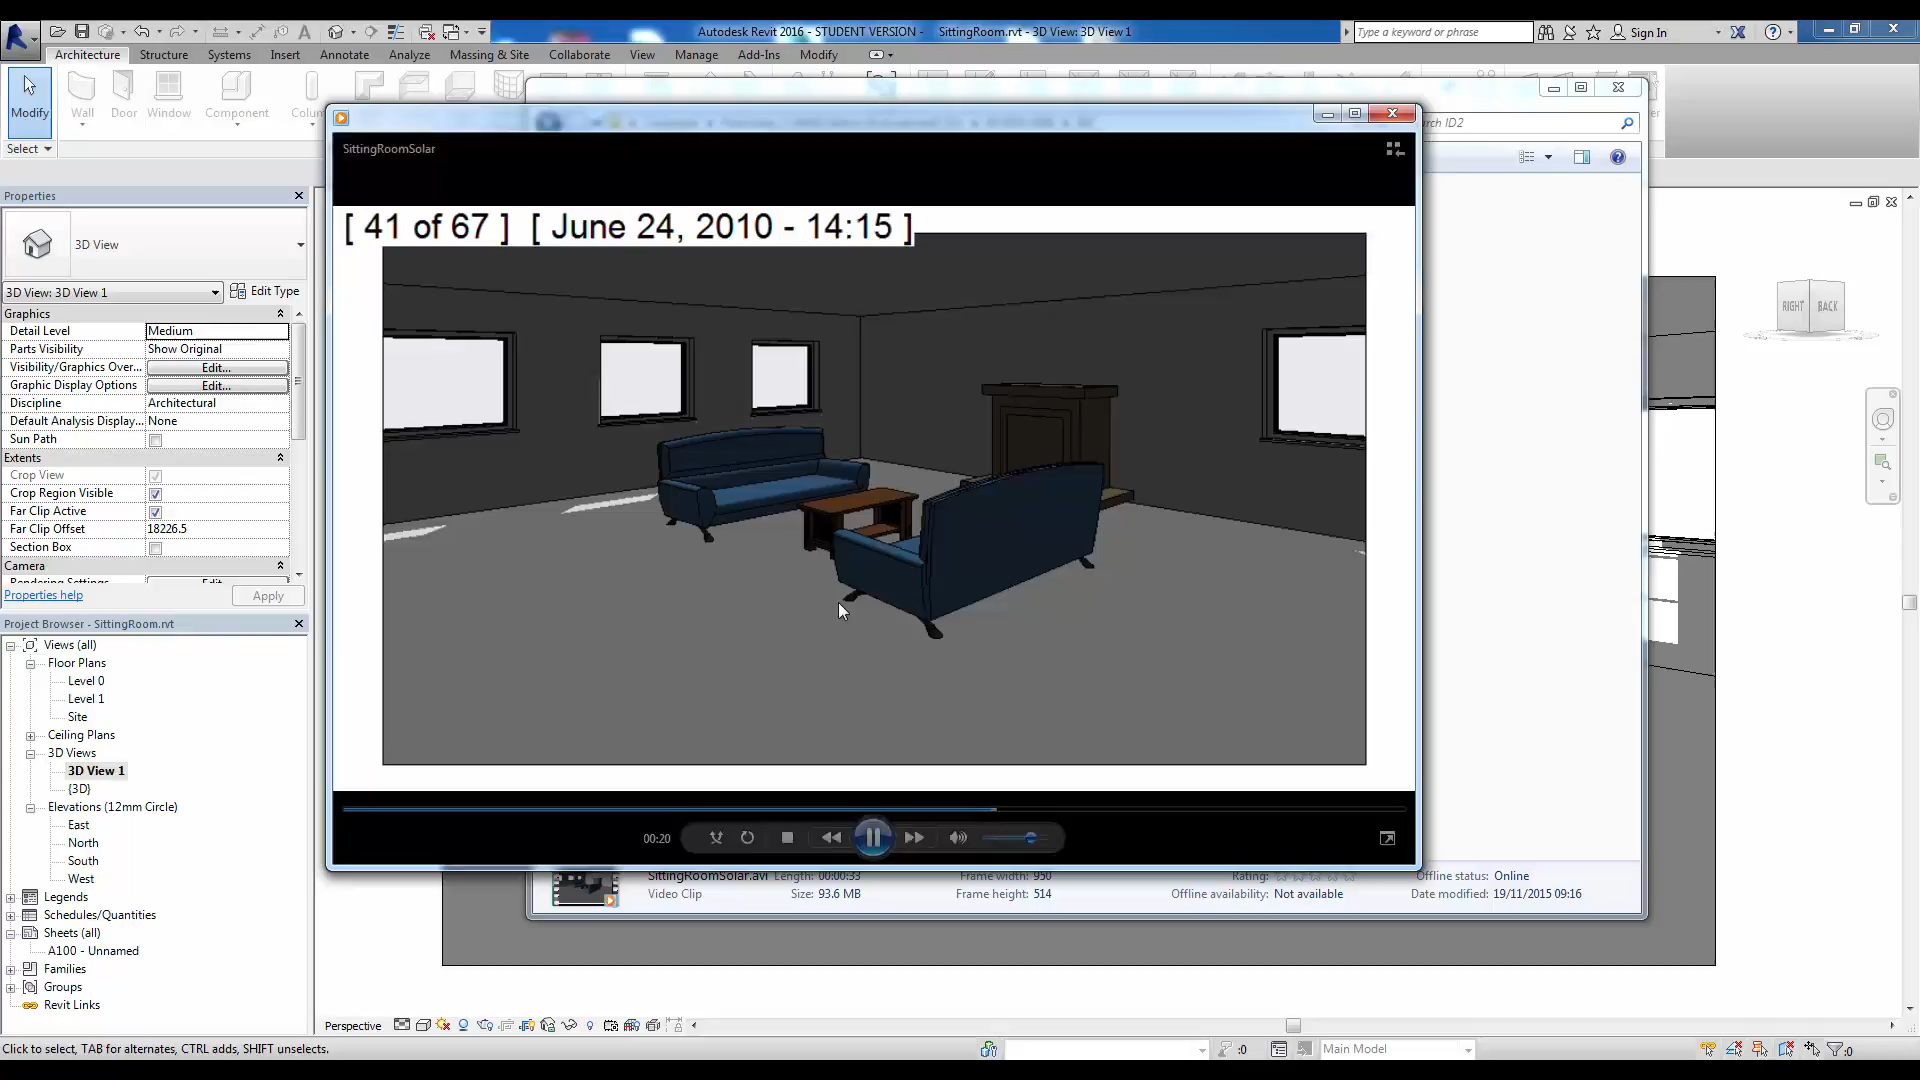 Autodesk Revit 2016 - STUDENT VERSION - SittingRoom.rvt - 3D View: 3D View 1
Type a keyword or phrase
Sign In
Architecture Structure Systems Insert Annotate Analyze Massing & Site Collaborate View Manage Add-Ins Modify
Modify Wall Door Window Component
Select
ID2
Properties
3D View
3D View: 3D View 1
Edit Type
Graphics
Detail Level Medium
Parts Visibility Show Original
Visibility/Graphics Over... Edit...
Graphic Display Options Edit...
Discipline Architectural
Default Analysis Display... None
Sun Path
Extents
Crop View
Crop Region Visible
Far Clip Active
Far Clip Offset 18226.5
Section Box
Camera
Rendering Settings Edit
Properties help
Apply
Project Browser - SittingRoom.rvt
Views (all)
Floor Plans
Level 0
Level 1
Site
Ceiling Plans
3D Views
3D View 1
{3D}
Elevations (12mm Circle)
East
North
South
West
Legends
Schedules/Quantities
Sheets (all)
A100 - Unnamed
Families
Groups
Revit Links
SittingRoomSolar
[ 41 of 67 ] [ June 24, 2010 - 14:15 ]
00:20
RIGHT BACK
SittingRoomSolar.avi Length: 00:00:33 Frame width: 950 Rating: Offline status: Online
Video Clip Size: 93.6 MB Frame height: 514 Offline availability: Not available Date modified: 19/11/2015 09:16
Perspective
Click to select, TAB for alternates, CTRL adds, SHIFT unselects.
:0
Main Model
:0